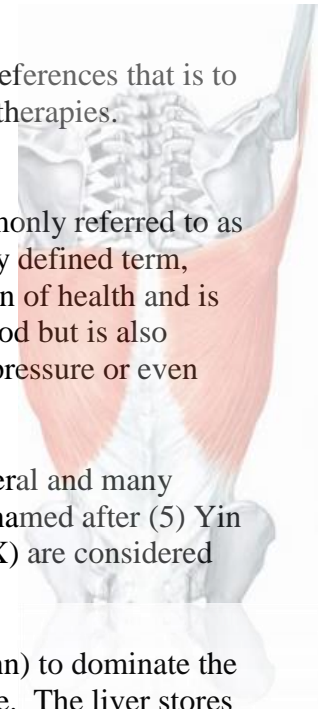 eferences that is to
therapies.
monly referred to as
y defined term,
n of health and is
od but is also
pressure or even
eral and many
named after (5) Yin
X) are considered
nn) to dominate the
e. The liver stores